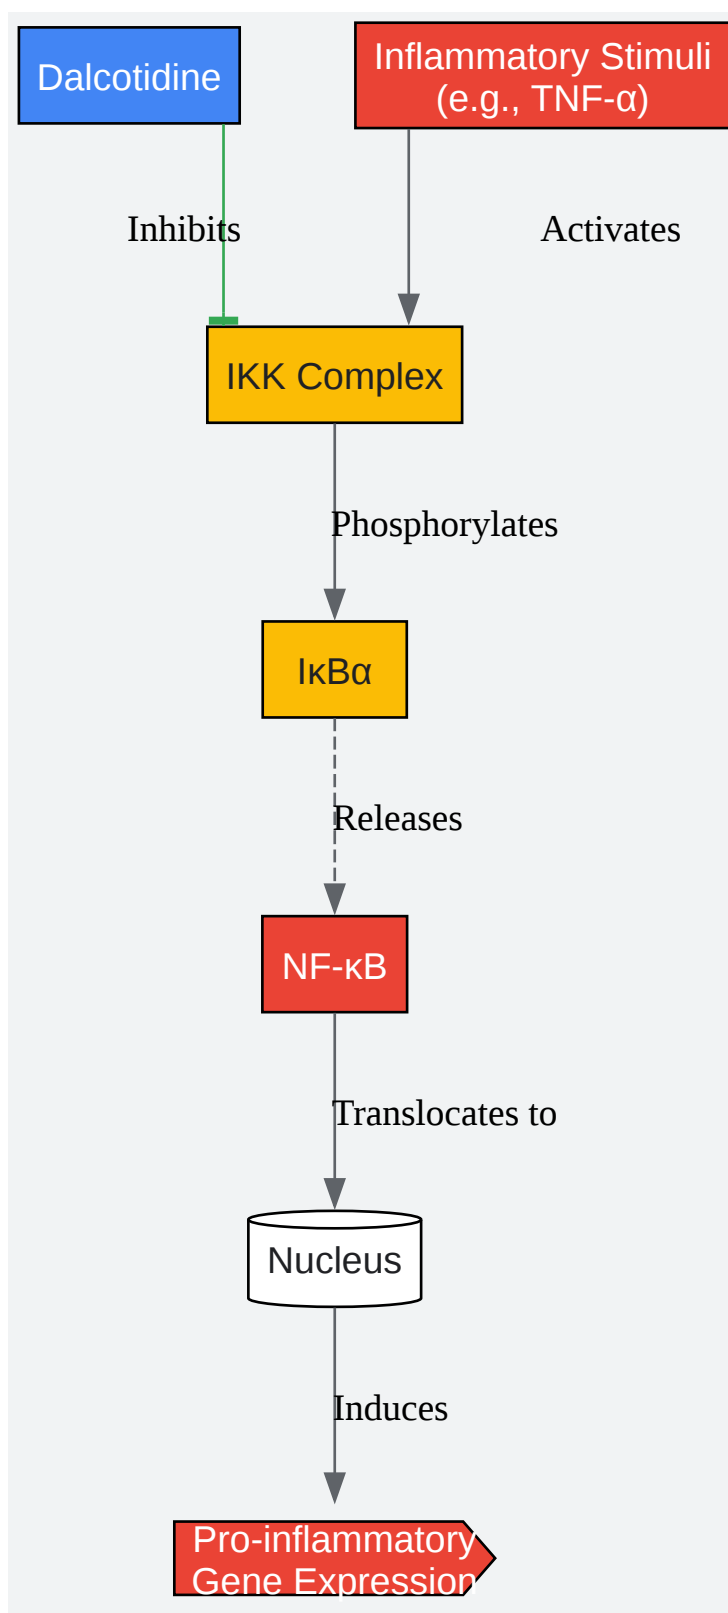 Dalcotidine
Inflammatory Stimuli
(e.g., TNF-α)
Inhibits
Activates
IKK Complex
Phosphorylates
IκBα
Releases
NF-κB
Translocates to
Nucleus
Induces
Pro-inflammatory
Gene Expression